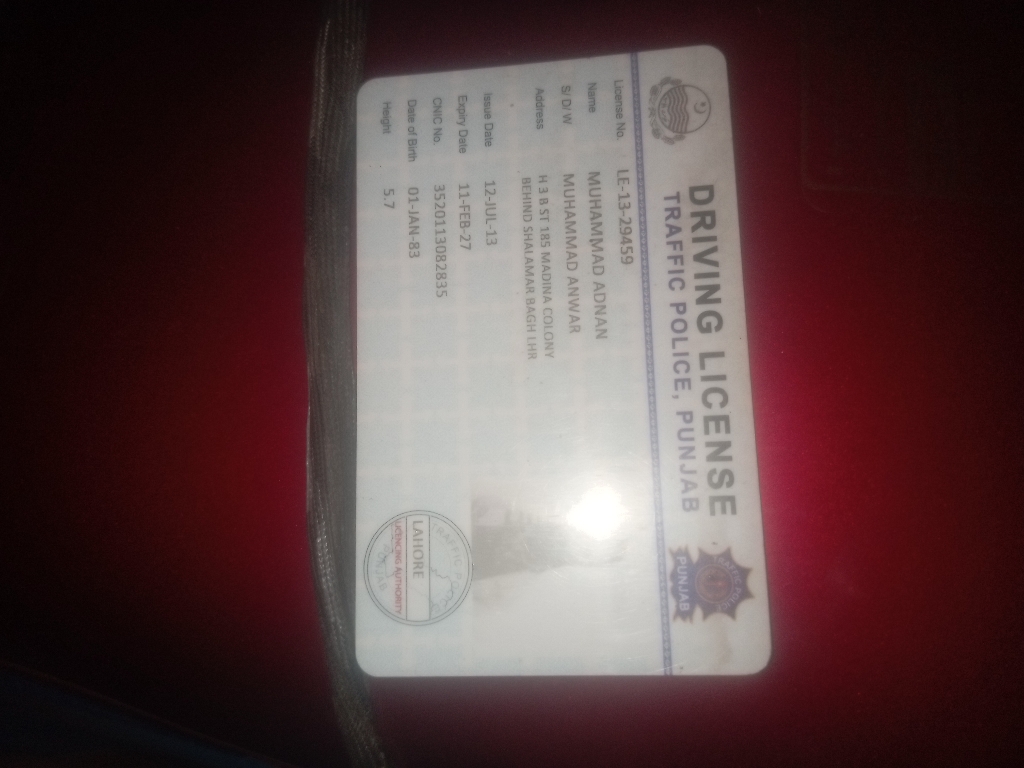 DRIVING LICENSE
TRAFFIC POLICE, PUNJAB
PUNJAB
License No. LE-13-29459
Name MUHAMMAD ADNAN
S/ D/ W MUHAMMAD ANWAR
Address H 3 B ST 185 MADINA COLONY
BEHIND SHALAMAR BAGH LHR
Issue Date 12-JUL-13
Expiry Date 11-FEB-27
CNIC No. 3520113082835
Date of Birth 01-JAN-83
Height 5.7
TRAFFIC
LAHORE
LICENCING AUTHORITY
PUNJAB